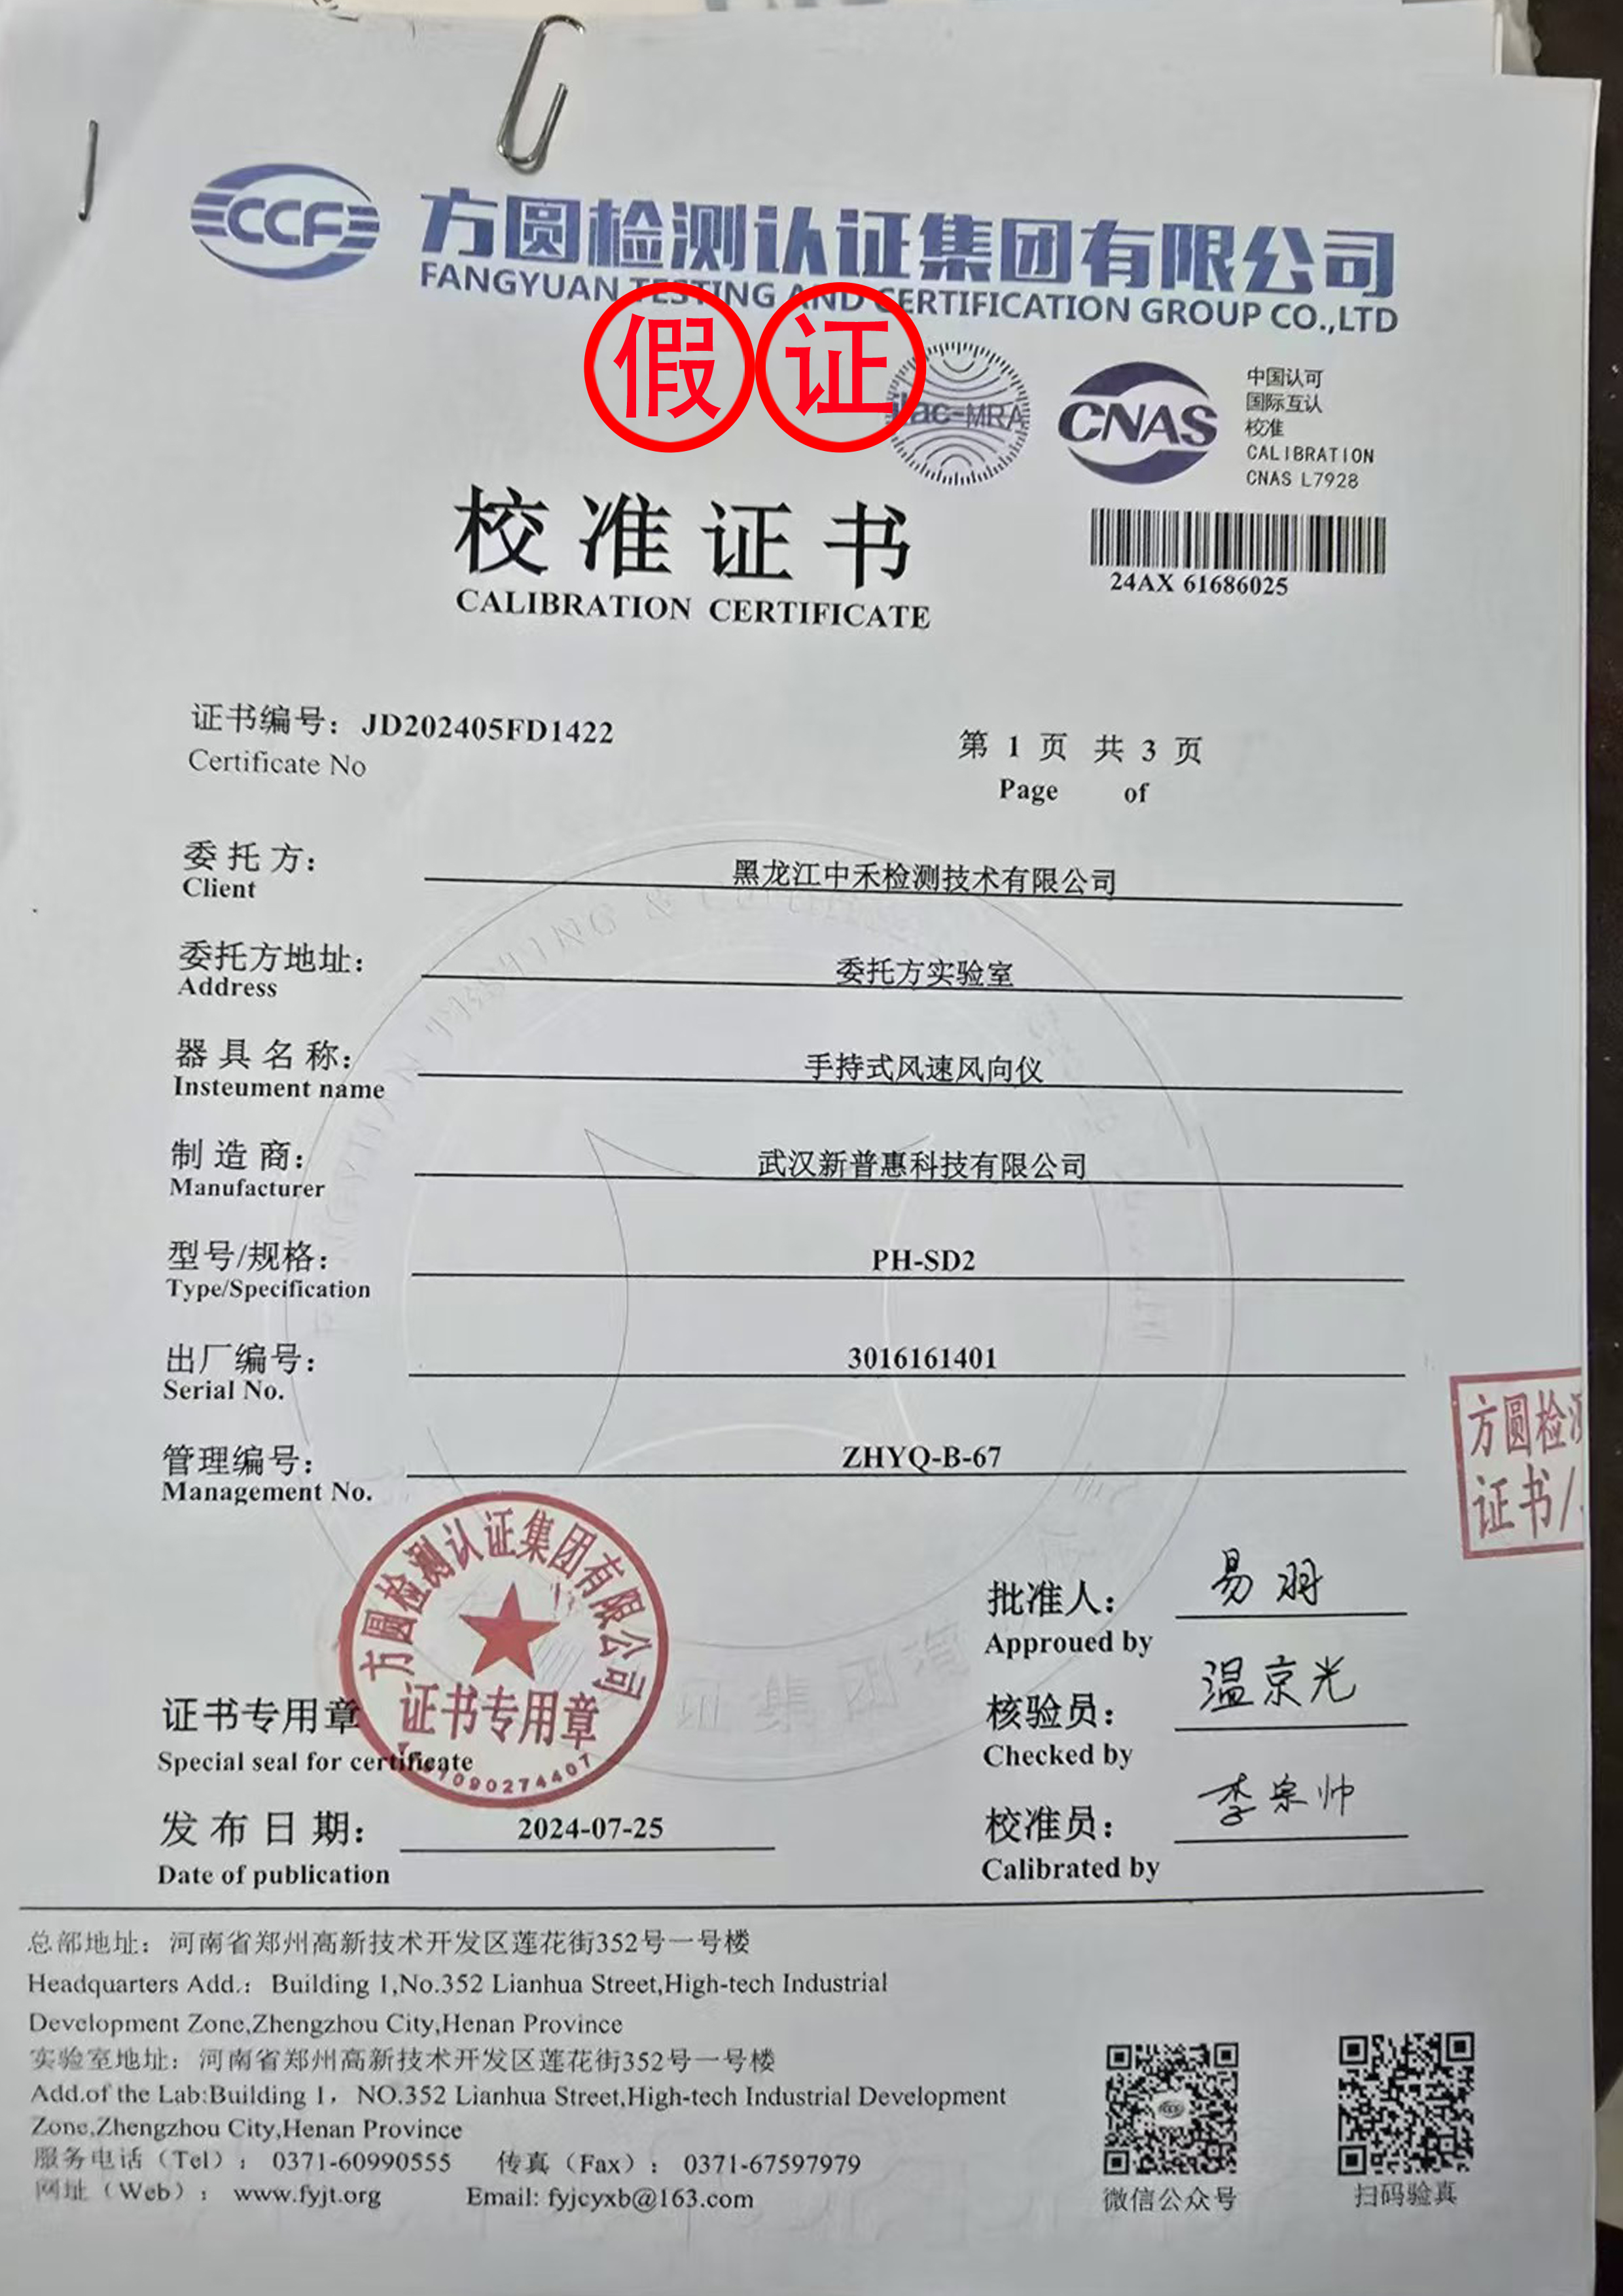 CCF
方圆检测认证集团有限公司
FANGYUAN TESTING AND CERTIFICATION GROUP CO.,LTD
假证
ilac-MRA
CNAS
中国认可
国际互认
校准
CALIBRATION
CNAS L7928
校准证书
CALIBRATION CERTIFICATE
24AX 61686025
证书编号：JD202405FD1422
Certificate No
第 1 页 共 3 页
Page of
委托方：黑龙江中禾检测技术有限公司
Client
委托方地址：委托方实验室
Address
器具名称：手持式风速风向仪
Insteument name
制造商：武汉新普惠科技有限公司
Manufacturer
型号/规格：PH-SD2
Type/Specification
出厂编号：3016161401
Serial No.
管理编号：ZHYQ-B-67
Management No.
方圆检测
证书/
方圆检测认证集团有限公司
证书专用章
批准人：易羽
Approued by
核验员：温京光
Checked by
校准员：李宗帅
Calibrated by
证书专用章
Special seal for certificate
发布日期：2024-07-25
Date of publication
总部地址：河南省郑州高新技术开发区莲花街352号一号楼
Headquarters Add.: Building 1,No.352 Lianhua Street,High-tech Industrial
Development Zone,Zhengzhou City,Henan Province
实验室地址：河南省郑州高新技术开发区莲花街352号一号楼
Add.of the Lab:Building 1，NO.352 Lianhua Street,High-tech Industrial Development
Zone,Zhengzhou City,Henan Province
服务电话（Tel）：0371-60990555 传真（Fax）：0371-67597979
网址（Web）：www.fyjt.org Email: fyjcyxb@163.com
微信公众号
扫码验真